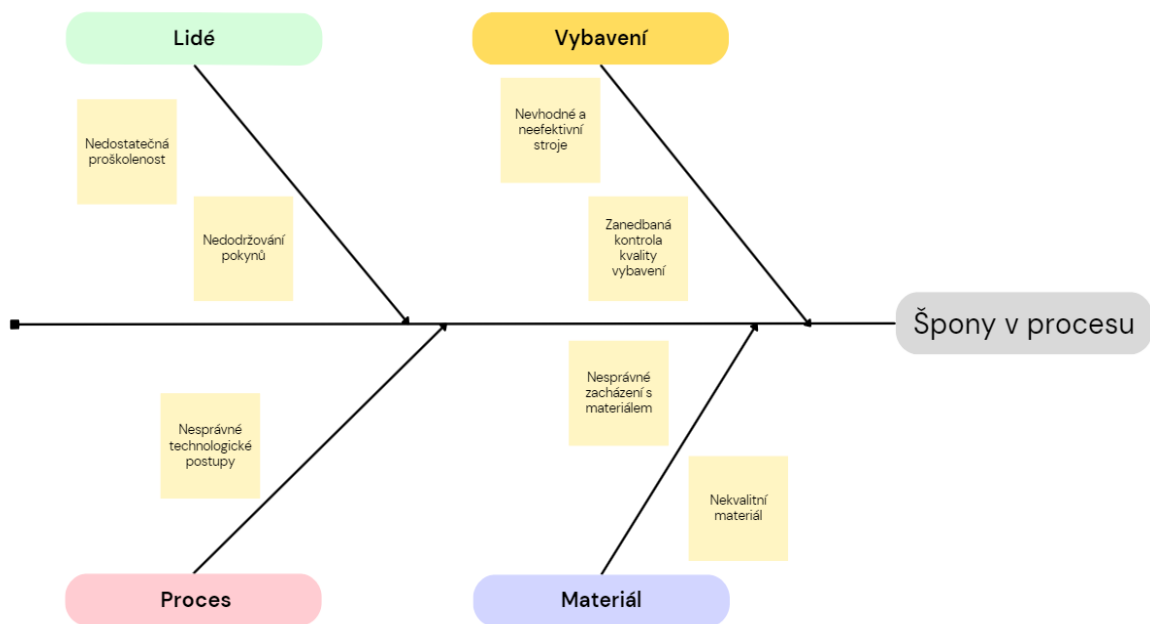 Lidé
Vybavení
Nedostatečná
proškolenost
Nedodržování
pokynů
Nevhodné a
neefektivní
stroje
Zanedbaná
kontrola
kvality
vybavení
Špony v procesu
Nesprávné
technologické
postupy
Nesprávné
zacházení s
materiálem
Nekvalitní
materiál
Proces
Materiál